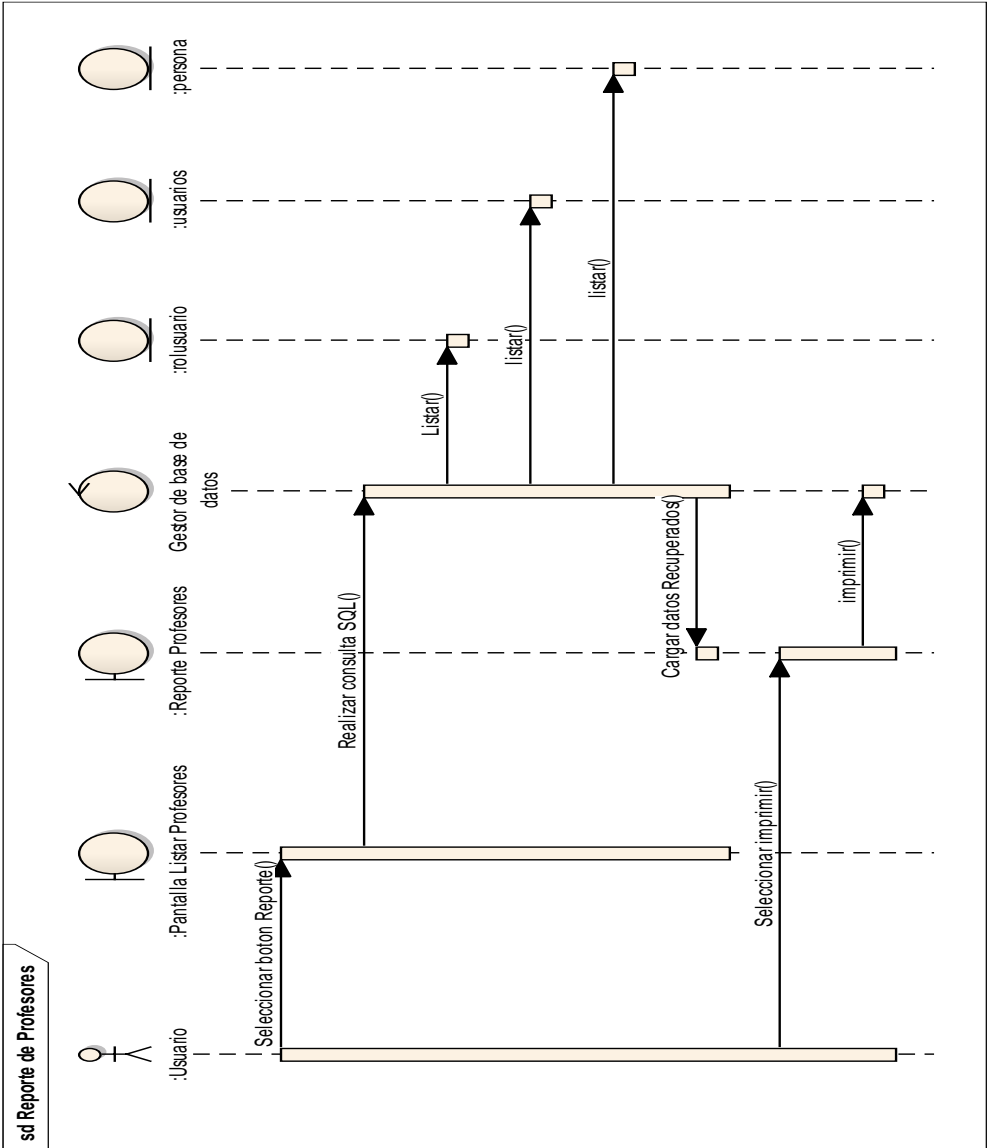 sd Reporte de Profesores
:Usuario
:Pantalla Listar Profesores
:Reporte Profesores
Gestor de base de
datos
:rolusuario
:usuarios
:persona
Seleccionar boton Reporte()
Realizar consulta SQL()
Listar()
listar()
listar()
Cargar datos Recuperados()
Seleccionar imprimir()
imprimir()